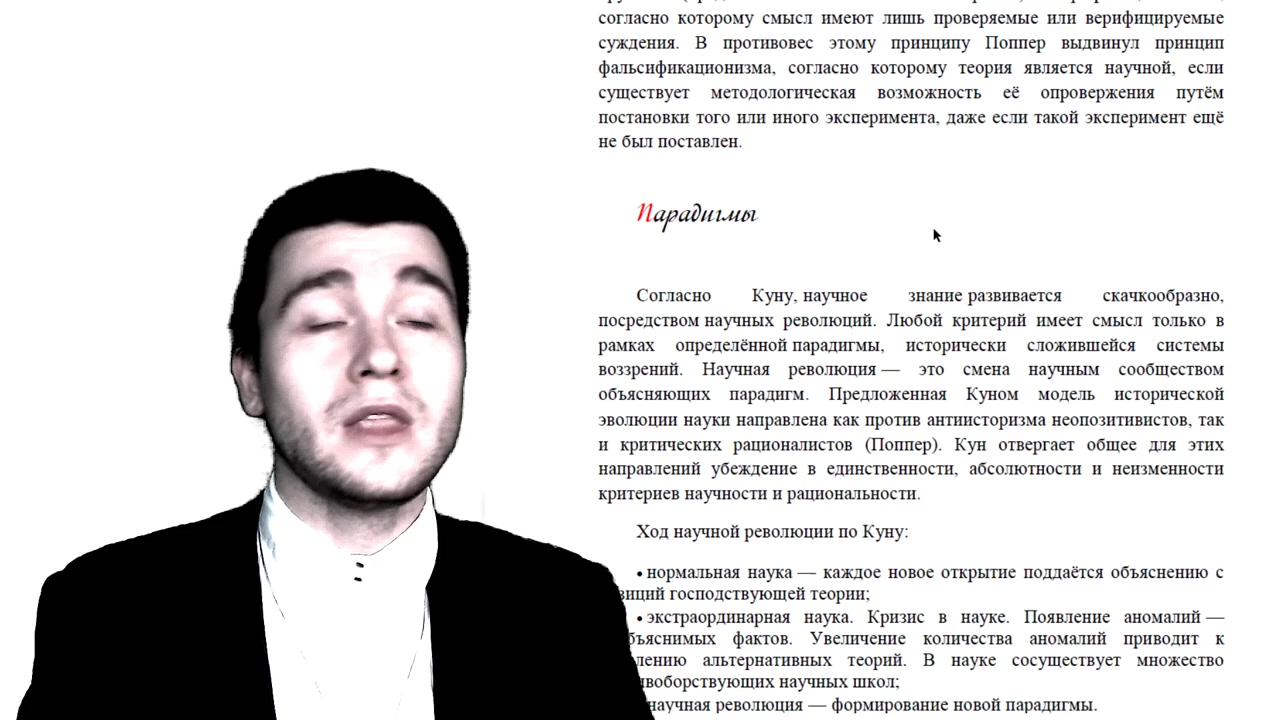 согласно которому смысл имеют лишь проверяемые или верифицируемые
суждения. В противовес этому принципу Поппер выдвинул принцип
фальсификационизма, согласно которому теория является научной, если
существует методологическая возможность её опровержения путём
постановки того или иного эксперимента, даже если такой эксперимент ещё
не был поставлен.
Парадигмы
Согласно Куну, научное знание развивается скачкообразно,
посредством научных революций. Любой критерий имеет смысл только в
рамках определённой парадигмы, исторически сложившейся системы
воззрений. Научная революция — это смена научным сообществом
объясняющих парадигм. Предложенная Куном модель исторической
эволюции науки направлена как против антиисторизма неопозитивистов, так
и критических рационалистов (Поппер). Кун отвергает общее для этих
направлений убеждение в единственности, абсолютности и неизменности
критериев научности и рациональности.
Ход научной революции по Куну:
• нормальная наука — каждое новое открытие поддаётся объяснению с
зиций господствующей теории;
• экстраординарная наука. Кризис в науке. Появление аномалий —
бъяснимых фактов. Увеличение количества аномалий приводит к
лению альтернативных теорий. В науке сосуществует множество
ивоборствующих научных школ;
научная революция — формирование новой парадигмы.